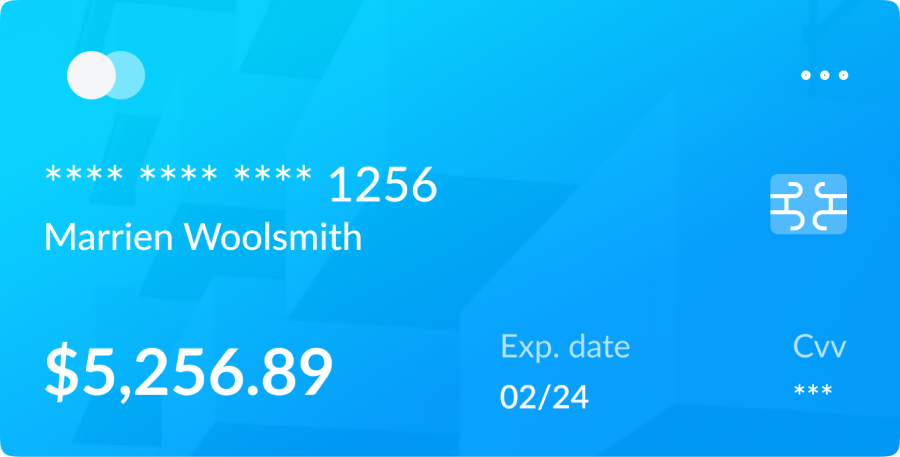 **** **** **** 1256
Marrien Woolsmith
$5,256.89
Exp. date
02/24
Cvv
***